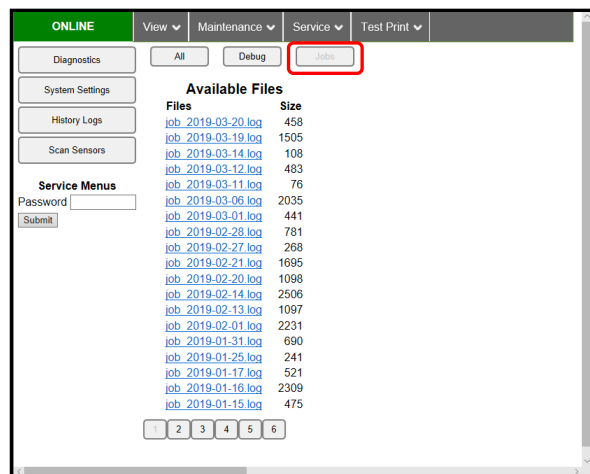 ONLINE View Maintenance Service Test Print
Diagnostics All Debug Jobs
System Settings
History Logs
Scan Sensors
Service Menus
Password
Submit
Available Files
Files Size
job_2019-03-20.log 458
job_2019-03-19.log 1505
job_2019-03-14.log 108
job_2019-03-12.log 483
job_2019-03-11.log 76
job_2019-03-06.log 2035
job_2019-03-01.log 441
job_2019-02-28.log 781
job_2019-02-27.log 268
job_2019-02-21.log 1695
job_2019-02-20.log 1098
job_2019-02-14.log 2506
job_2019-02-13.log 1097
job_2019-02-01.log 2231
job_2019-01-31.log 690
job_2019-01-25.log 241
job_2019-01-17.log 521
job_2019-01-16.log 2309
job_2019-01-15.log 475
1 2 3 4 5 6